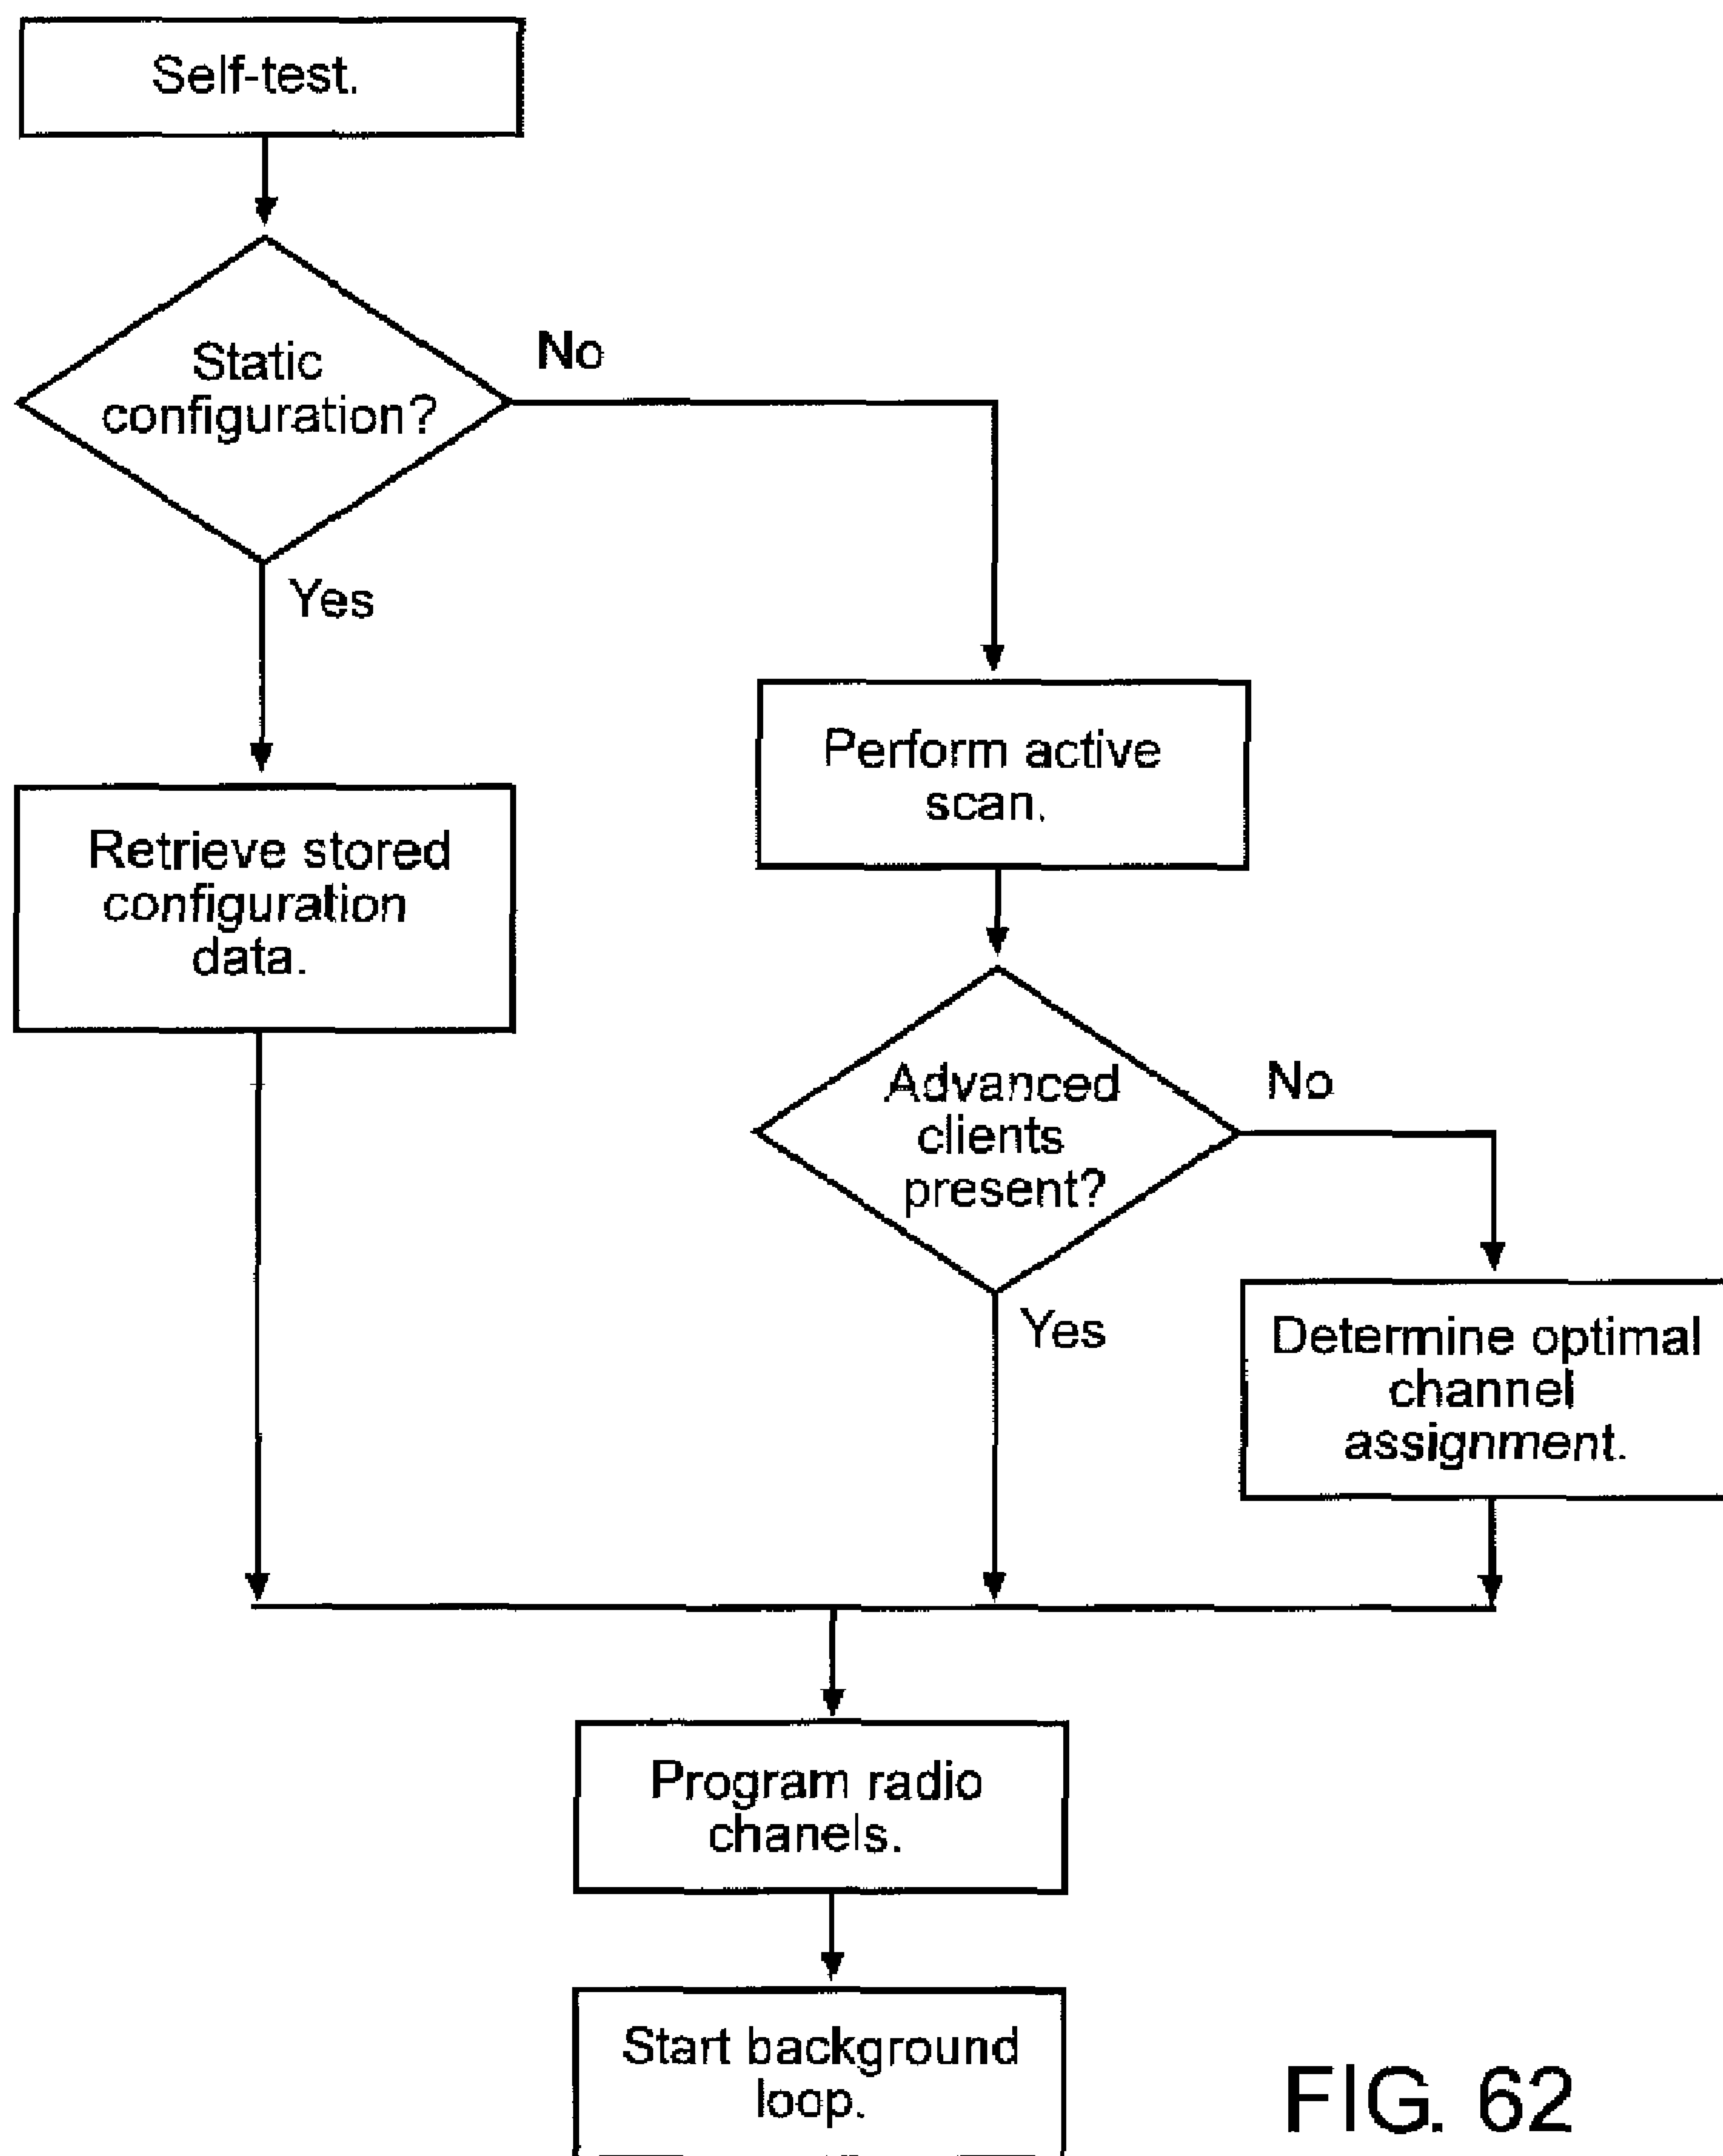 Self-test.
Static
configuration?
No
Yes
Retrieve stored
configuration
data.
Perform active
scan.
Advanced
clients
present?
No
Yes
Determine optimal
channel
assignment.
Program radio
chanels.
Start background
loop.
FIG. 62